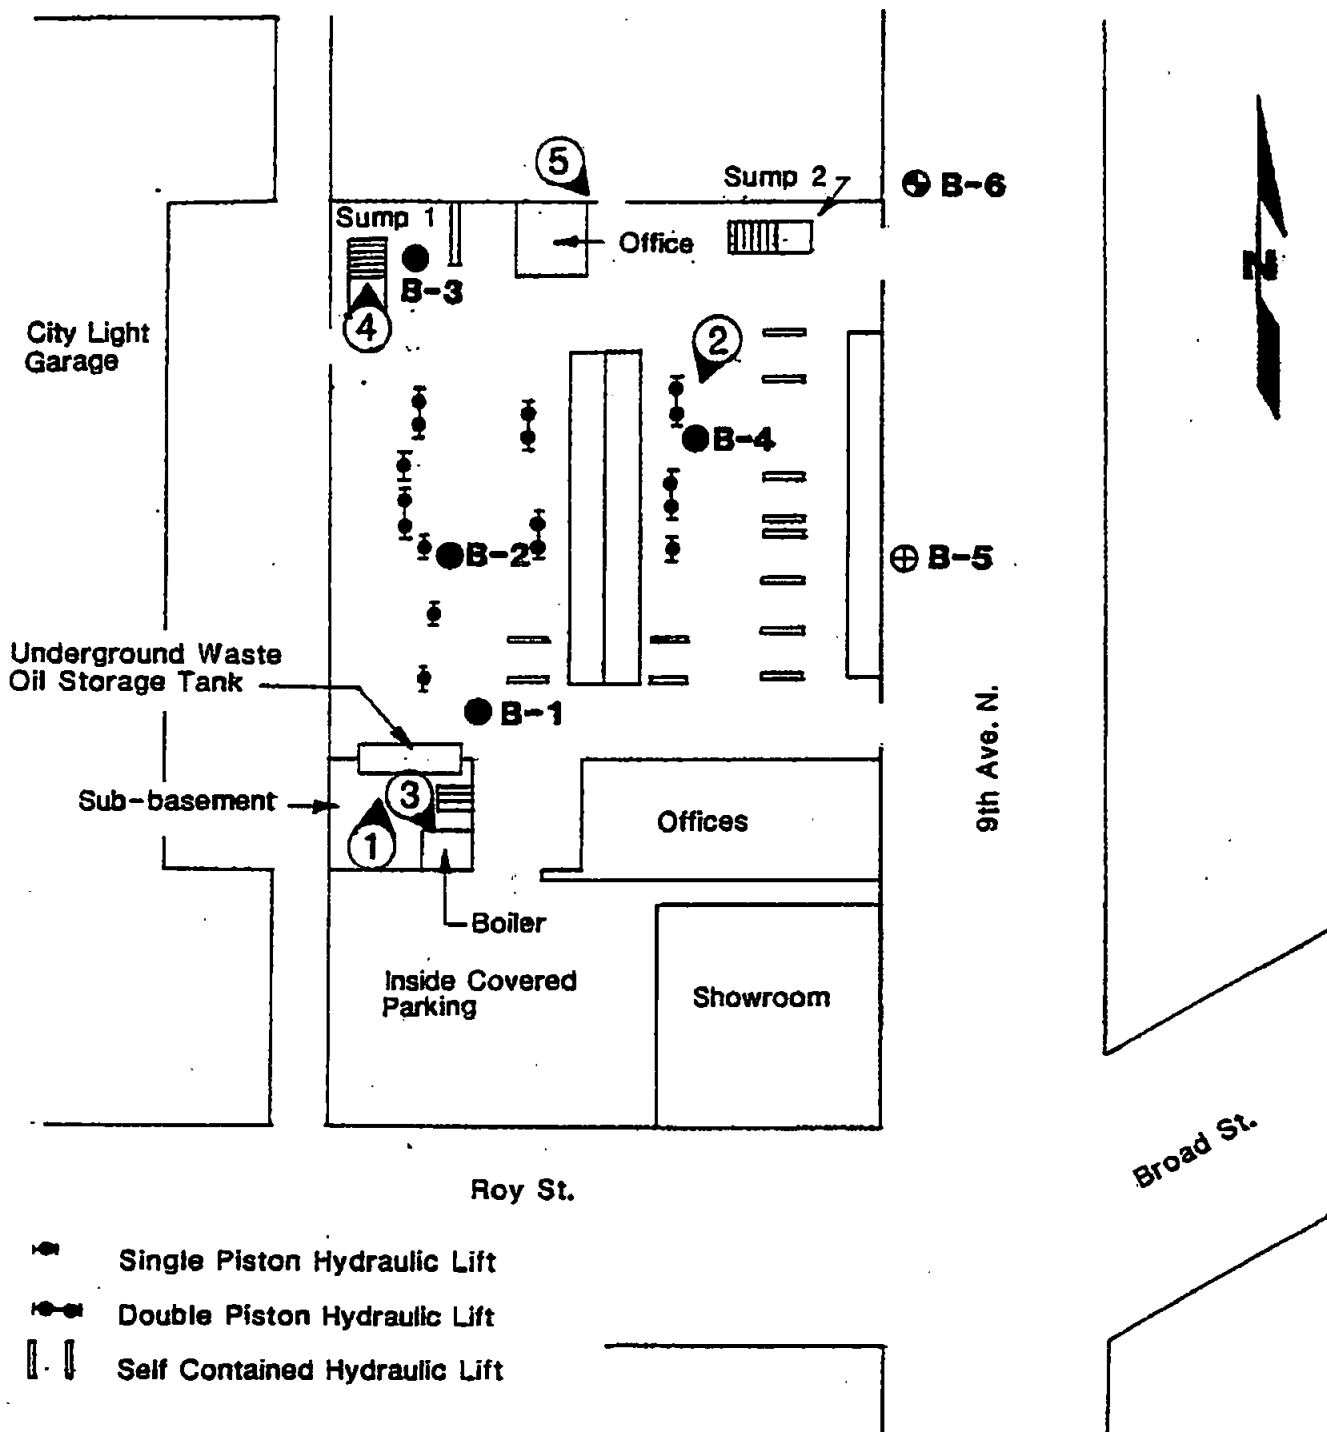 5
Sump 2
B-6
Sump 1
Office
B-3
N
4
2
City Light
Garage
B-4
B-2
B-5
Underground Waste
Oil Storage Tank
B-1
9th Ave. N.
3
Sub-basement
1
Offices
Boiler
Inside Covered
Parking
Showroom
Broad St.
Roy St.
Single Piston Hydraulic Lift
Double Piston Hydraulic Lift
Self Contained Hydraulic Lift